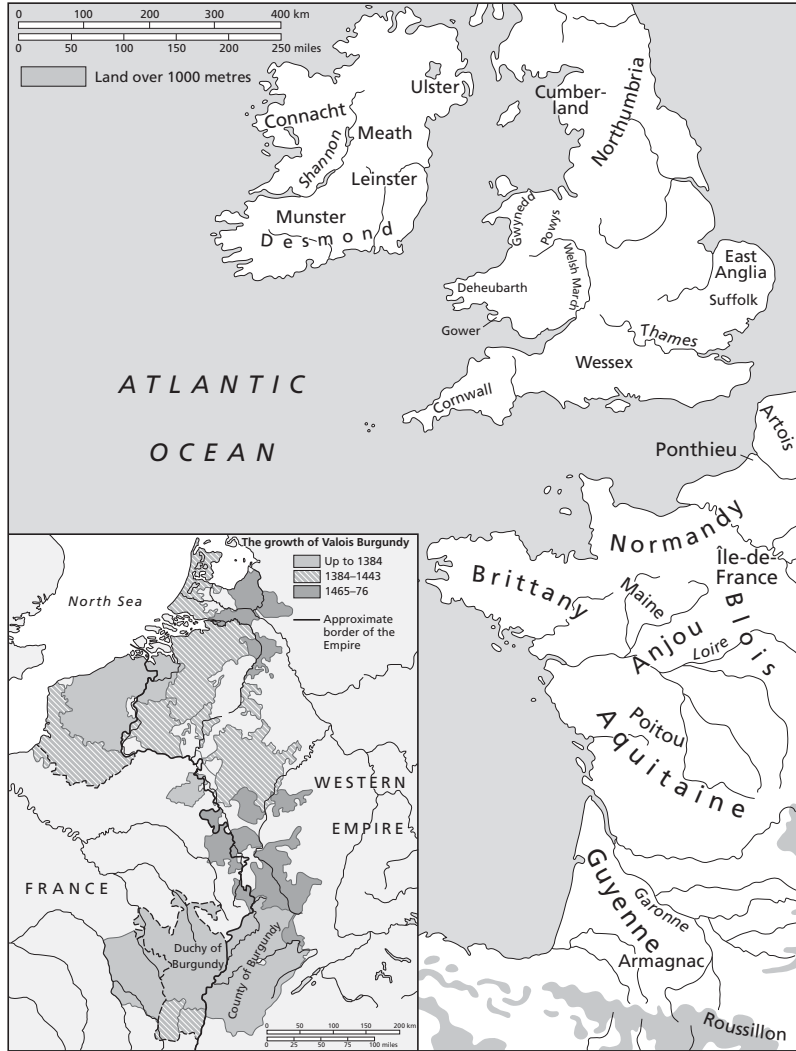 0 100 200 300 400 km
0 50 100 150 200 250 miles
Land over 1000 metres
Ulster
Connacht
Shannon
Meath
Leinster
Munster
Desmond
Cumber-
land
Northumbria
Gwynedd
Powys
Welsh March
Deheubarth
Gower
East
Anglia
Suffolk
Thames
Wessex
Cornwall
ATLANTIC
OCEAN
Artois
Ponthieu
Normandy
Île-de-
France
Brittany
Maine
Anjou
Blois
Loire
Poitou
Aquitaine
Guyenne
Garonne
Armagnac
Roussillon
The growth of Valois Burgundy
Up to 1384
1384–1443
1465–76
Approximate
border of the
Empire
North Sea
WESTERN
EMPIRE
FRANCE
Duchy of
Burgundy
County of Burgundy
0 50 100 150 200 km
0 25 50 75 100 miles